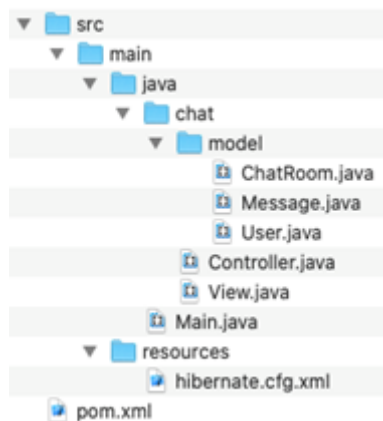 src
main
java
chat
model
ChatRoom.java
Message.java
User.java
Controller.java
View.java
Main.java
resources
hibernate.cfg.xml
pom.xml